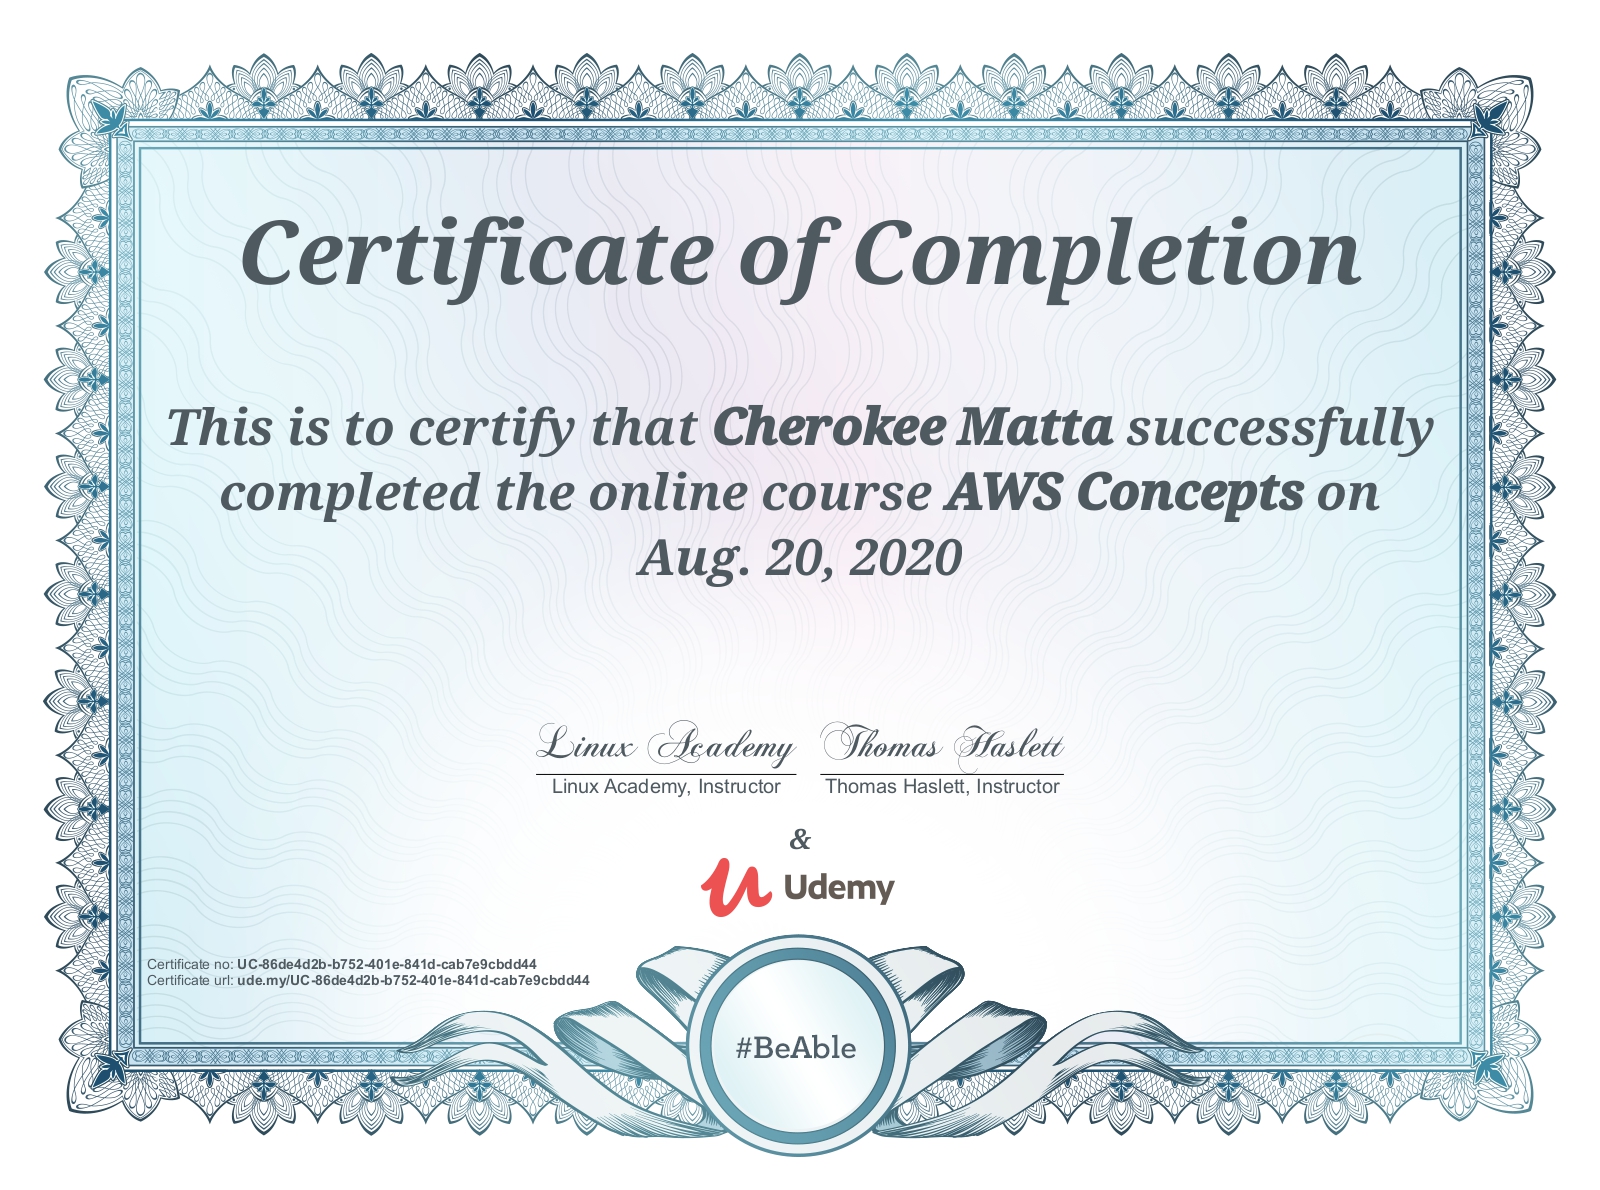 Certificate of Completion
This is to certify that Cherokee Matta successfully
completed the online course AWS Concepts on
Aug. 20, 2020
Linux Academy Thomas Haslett
Linux Academy, Instructor Thomas Haslett, Instructor
&
Udemy
Certificate no: UC-86de4d2b-b752-401e-841d-cab7e9cbdd44
Certificate url: ude.my/UC-86de4d2b-b752-401e-841d-cab7e9cbdd44
#BeAble